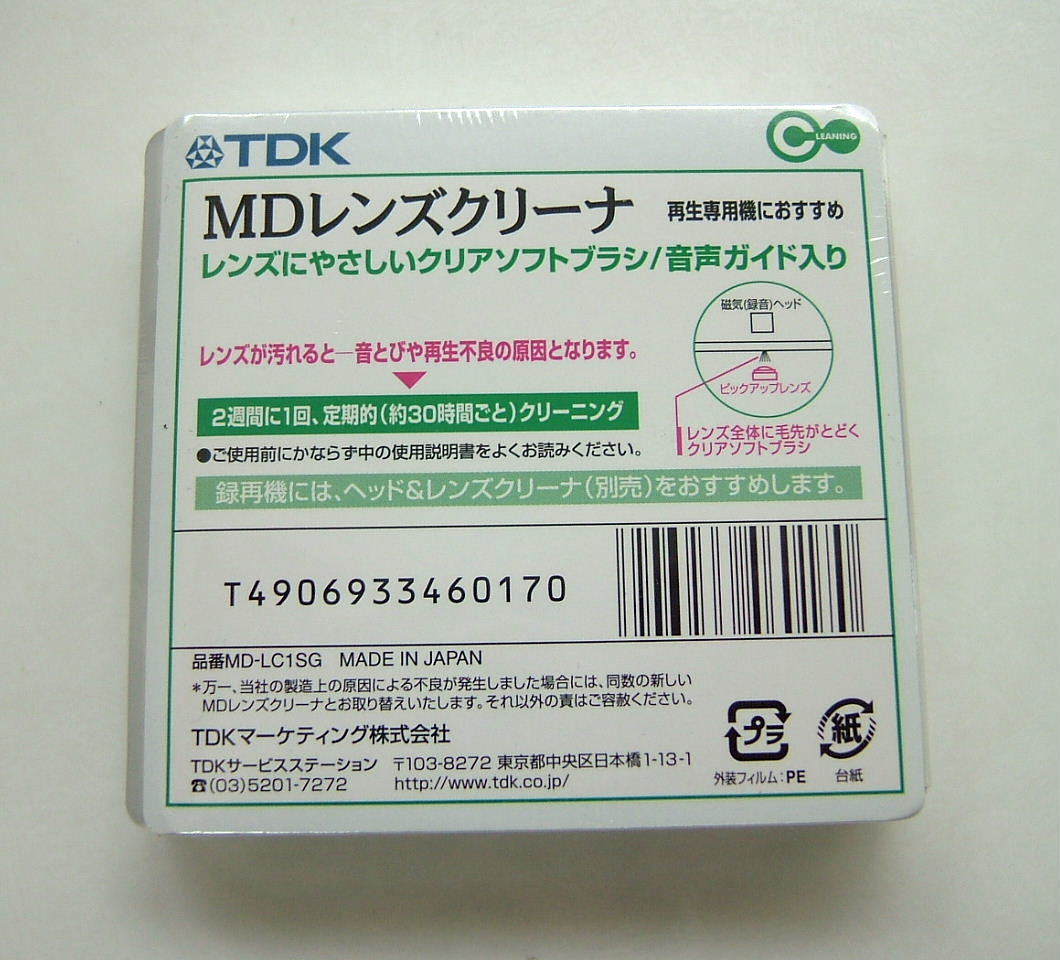 TDK
CLEANING
MDレンズクリーナ 再生専用機におすすめ
レンズにやさしいクリアソフトブラシ/音声ガイド入り
磁気(録音)ヘッド
ピックアップレンズ
レンズ全体に毛先がとどく
クリアソフトブラシ
レンズが汚れると─音とびや再生不良の原因となります。
2週間に1回、定期的(約30時間ごと)クリーニング
●ご使用前にかならず中の使用説明書をよくお読みください。
録再機には、ヘッド&レンズクリーナ(別売)をおすすめします。
T4906933460170
品番MD-LC1SG MADE IN JAPAN
*万一、当社の製造上の原因による不良が発生しました場合には、同数の新しい
MDレンズクリーナとお取り替えいたします。それ以外の責はご容赦ください。
TDKマーケティング株式会社
TDKサービスステーション 〒103-8272 東京都中央区日本橋1-13-1
☎(03)5201-7272 http://www.tdk.co.jp/
プラ
外装フィルム:PE
紙
台紙